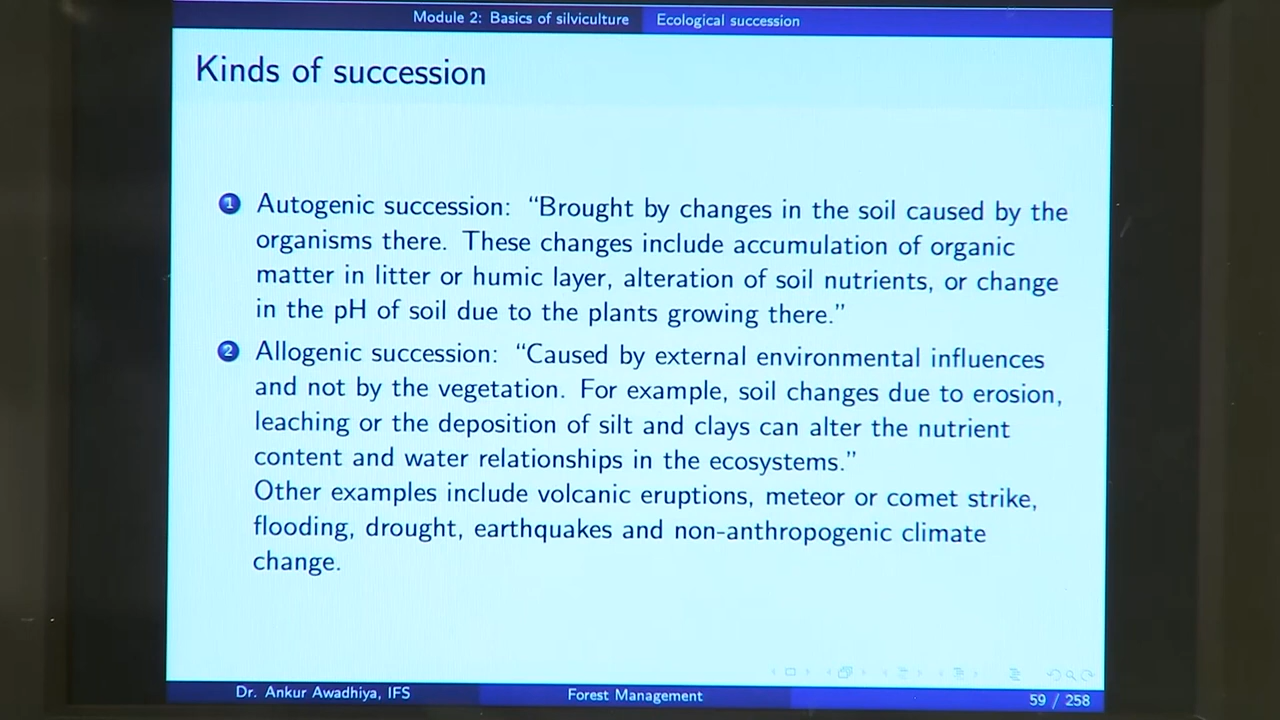 Module 2: Basics of silviculture Ecological succession
Kinds of succession
1 Autogenic succession: “Brought by changes in the soil caused by the
organisms there. These changes include accumulation of organic
matter in litter or humic layer, alteration of soil nutrients, or change
in the pH of soil due to the plants growing there.”
2 Allogenic succession: “Caused by external environmental influences
and not by the vegetation. For example, soil changes due to erosion,
leaching or the deposition of silt and clays can alter the nutrient
content and water relationships in the ecosystems.”
Other examples include volcanic eruptions, meteor or comet strike,
flooding, drought, earthquakes and non-anthropogenic climate
change.
Dr. Ankur Awadhiya, IFS Forest Management 59 / 258